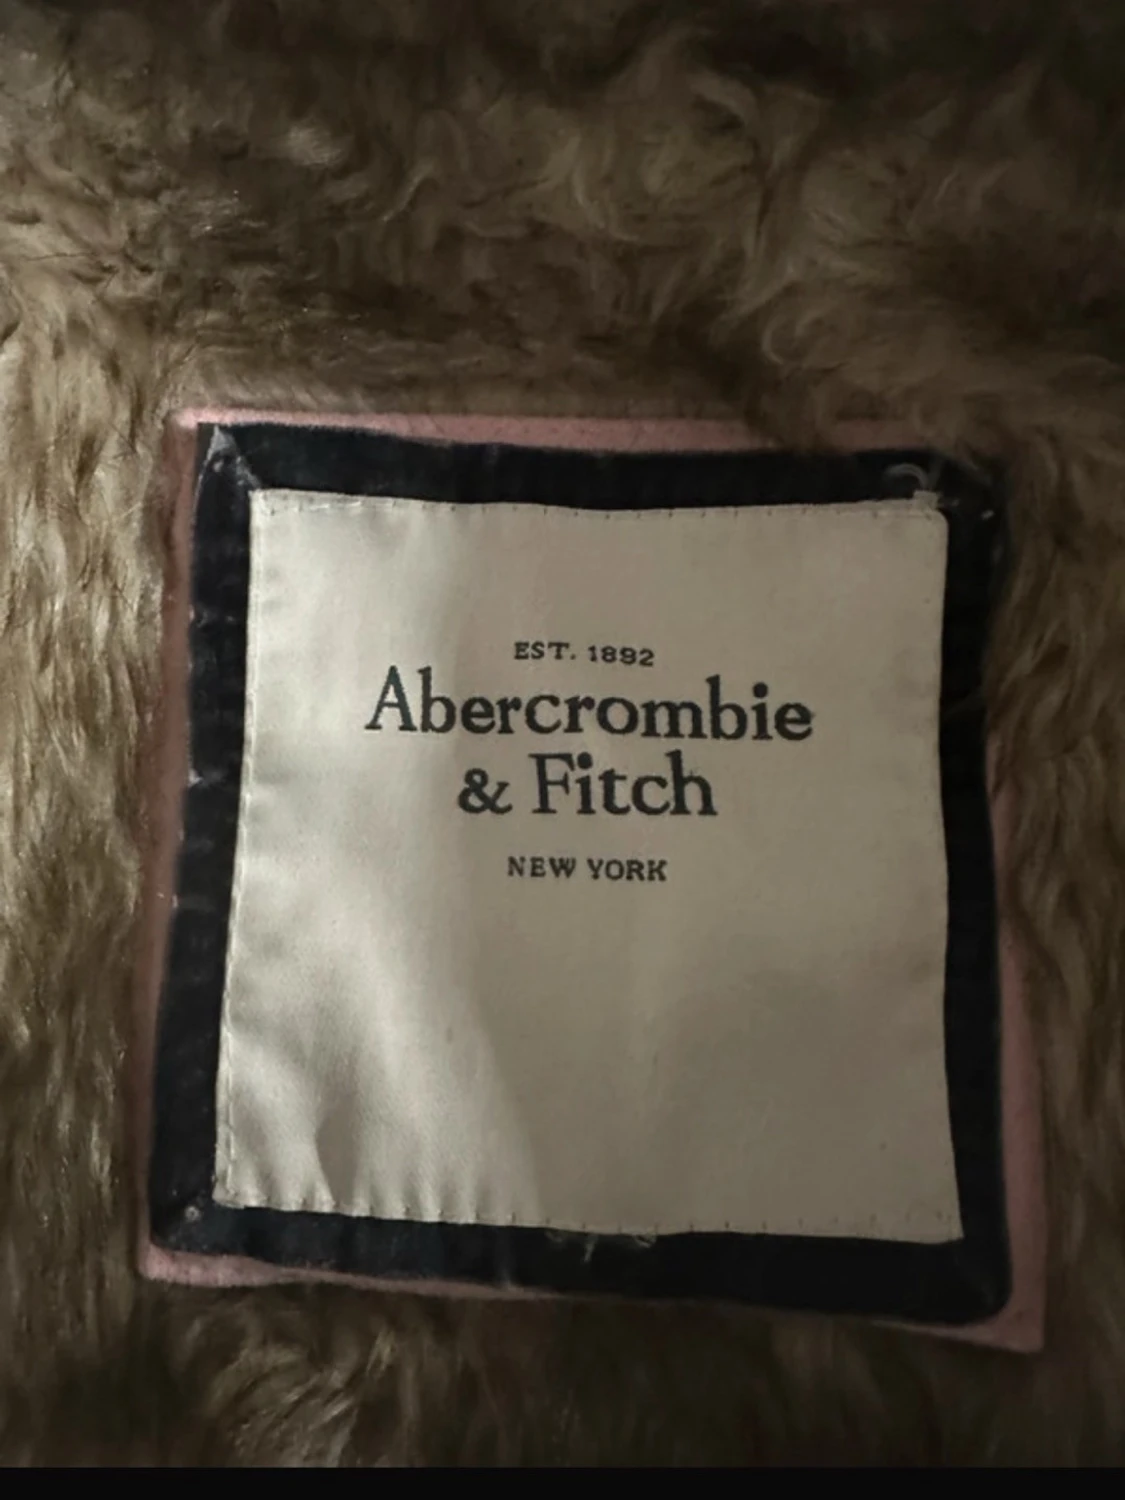 EST. 1892
Abercrombie
& Fitch
NEW YORK